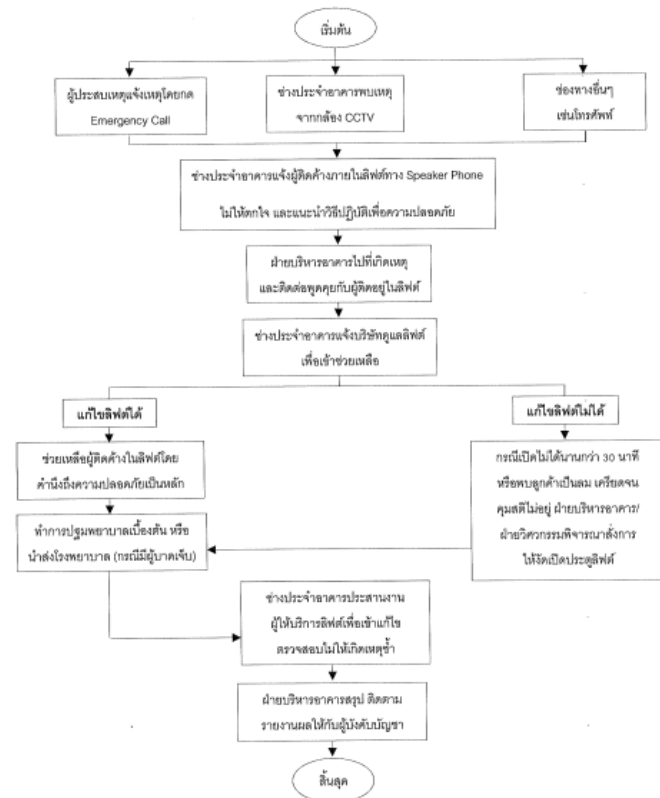 เริ่มต้น
ผู้ประสบเหตุแจ้งเหตุโดยกด
Emergency Call
ช่างประจำอาคารพบเหตุ
จากกล้อง CCTV
ช่องทางอื่นๆ
เช่นโทรศัพท์
ช่างประจำอาคารแจ้งผู้ติดค้างภายในลิฟต์ทาง Speaker Phone
ไม่ให้ตกใจ และแนะนำวิธีปฏิบัติเพื่อความปลอดภัย
ฝ่ายบริหารอาคารไปที่เกิดเหตุ
และติดต่อพูดคุยกับผู้ติดอยู่ในลิฟต์
ช่างประจำอาคารแจ้งบริษัทดูแลลิฟต์
เพื่อเข้าช่วยเหลือ
แก้ไขลิฟต์ได้
แก้ไขลิฟต์ไม่ได้
ช่วยเหลือผู้ติดค้างในลิฟต์โดย
คำนึงถึงความปลอดภัยเป็นหลัก
กรณีเปิดไม่ได้นานกว่า 30 นาที
หรือพบลูกค้าเป็นลม เครียดจน
คุมสติไม่อยู่ ฝ่ายบริหารอาคาร/
ฝ่ายวิศวกรรมพิจารณาสั่งการ
ให้งัดเปิดประตูลิฟต์
ทำการปฐมพยาบาลเบื้องต้น หรือ
นำส่งโรงพยาบาล (กรณีมีผู้บาดเจ็บ)
ช่างประจำอาคารประสานงาน
ผู้ให้บริการลิฟต์เพื่อเข้าแก้ไข
ตรวจสอบไม่ให้เกิดเหตุซ้ำ
ฝ่ายบริหารอาคารสรุป ติดตาม
รายงานผลให้กับผู้บังคับบัญชา
สิ้นสุด